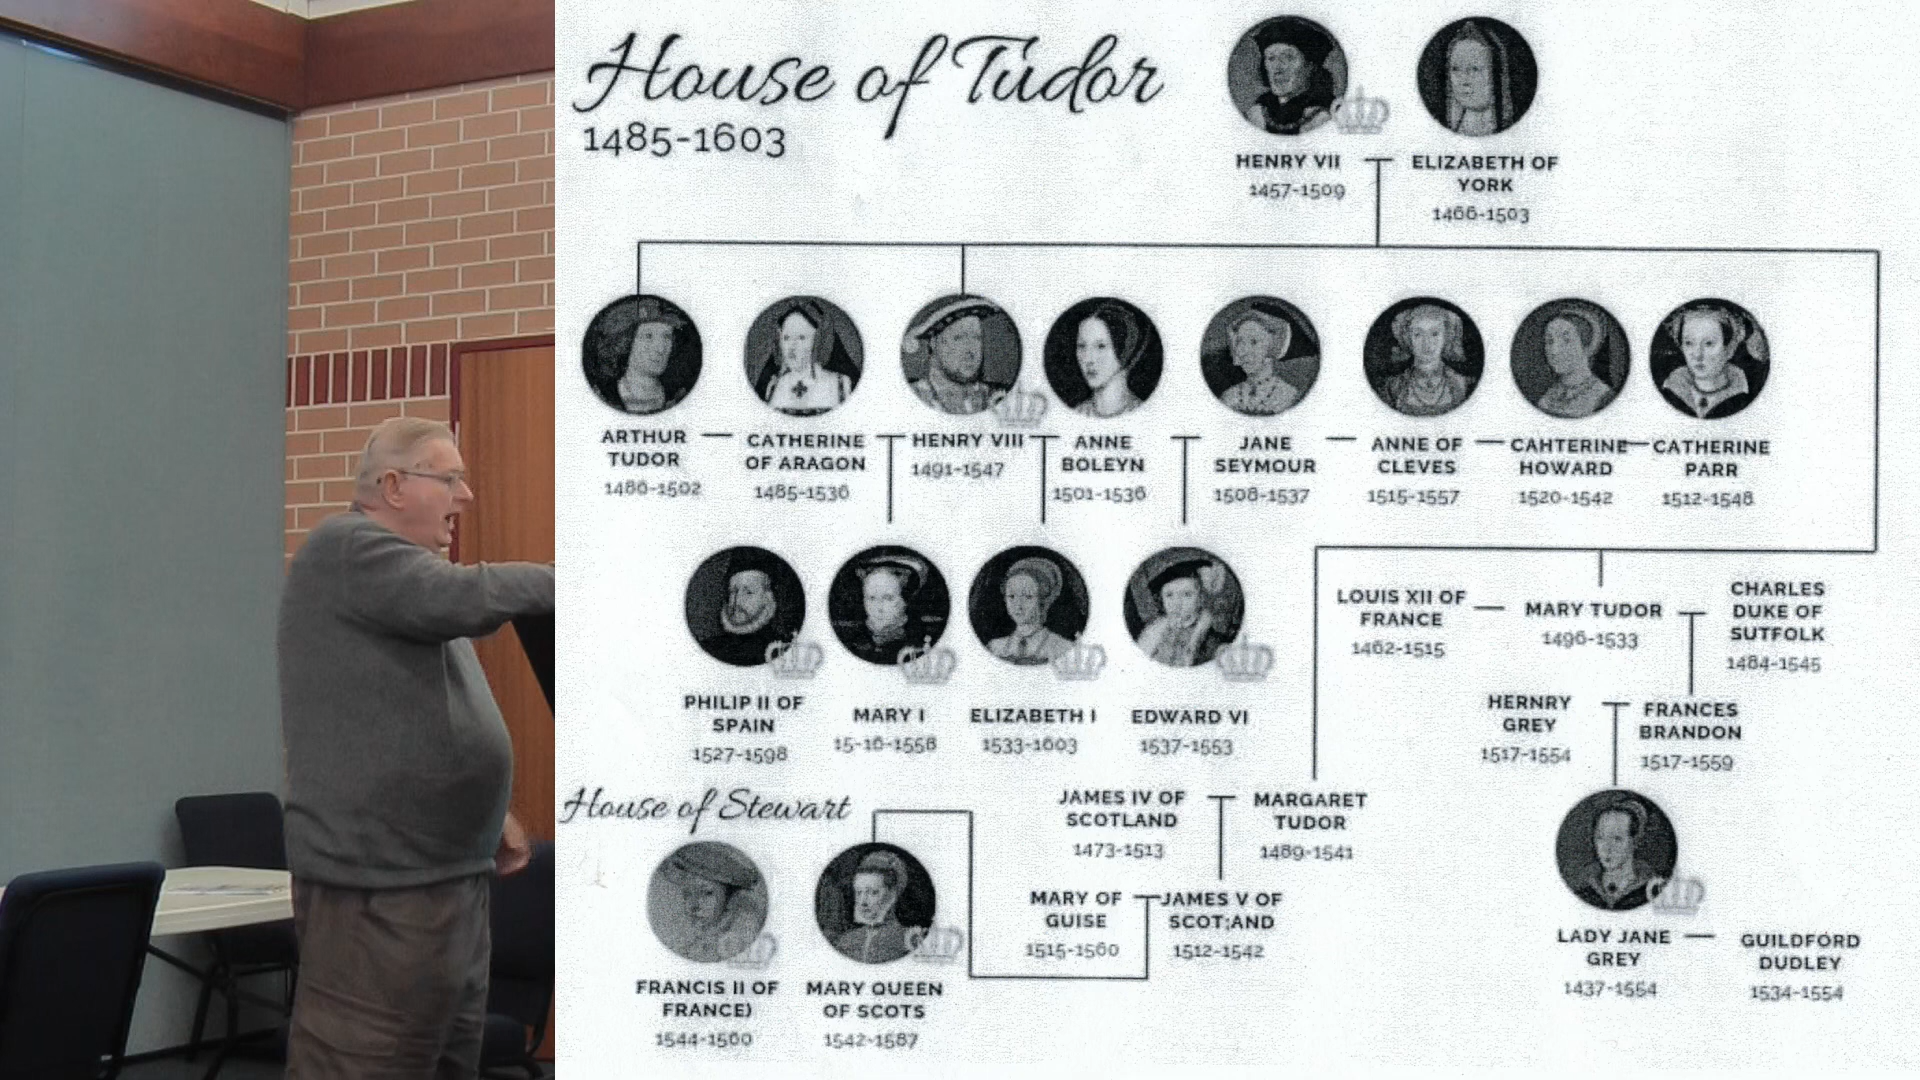 House of Tudor
1485-1603
HENRY VII
1457-1509
ELIZABETH OF
YORK
1466-1503
ARTHUR
TUDOR
1486-1502
CATHERINE
OF ARAGON
1485-1536
HENRY VIII
1491-1547
ANNE
BOLEYN
1501-1536
JANE
SEYMOUR
1508-1537
ANNE OF
CLEVES
1515-1557
CAHTERINE
HOWARD
1520-1542
CATHERINE
PARR
1512-1548
LOUIS XII OF
FRANCE
1462-1515
MARY TUDOR
1496-1533
CHARLES
DUKE OF
SUTFOLK
1484-1545
PHILIP II OF
SPAIN
1527-1598
MARY I
15-16-1558
ELIZABETH I
1533-1603
EDWARD VI
1537-1553
HERNRY
GREY
1517-1554
FRANCES
BRANDON
1517-1559
House of Stewart
JAMES IV OF
SCOTLAND
1473-1513
MARGARET
TUDOR
1489-1541
MARY OF
GUISE
1515-1560
JAMES V OF
SCOT;AND
1512-1542
LADY JANE
GREY
1437-1554
GUILDFORD
DUDLEY
1534-1554
FRANCIS II OF
FRANCE)
1544-1560
MARY QUEEN
OF SCOTS
1542-1587